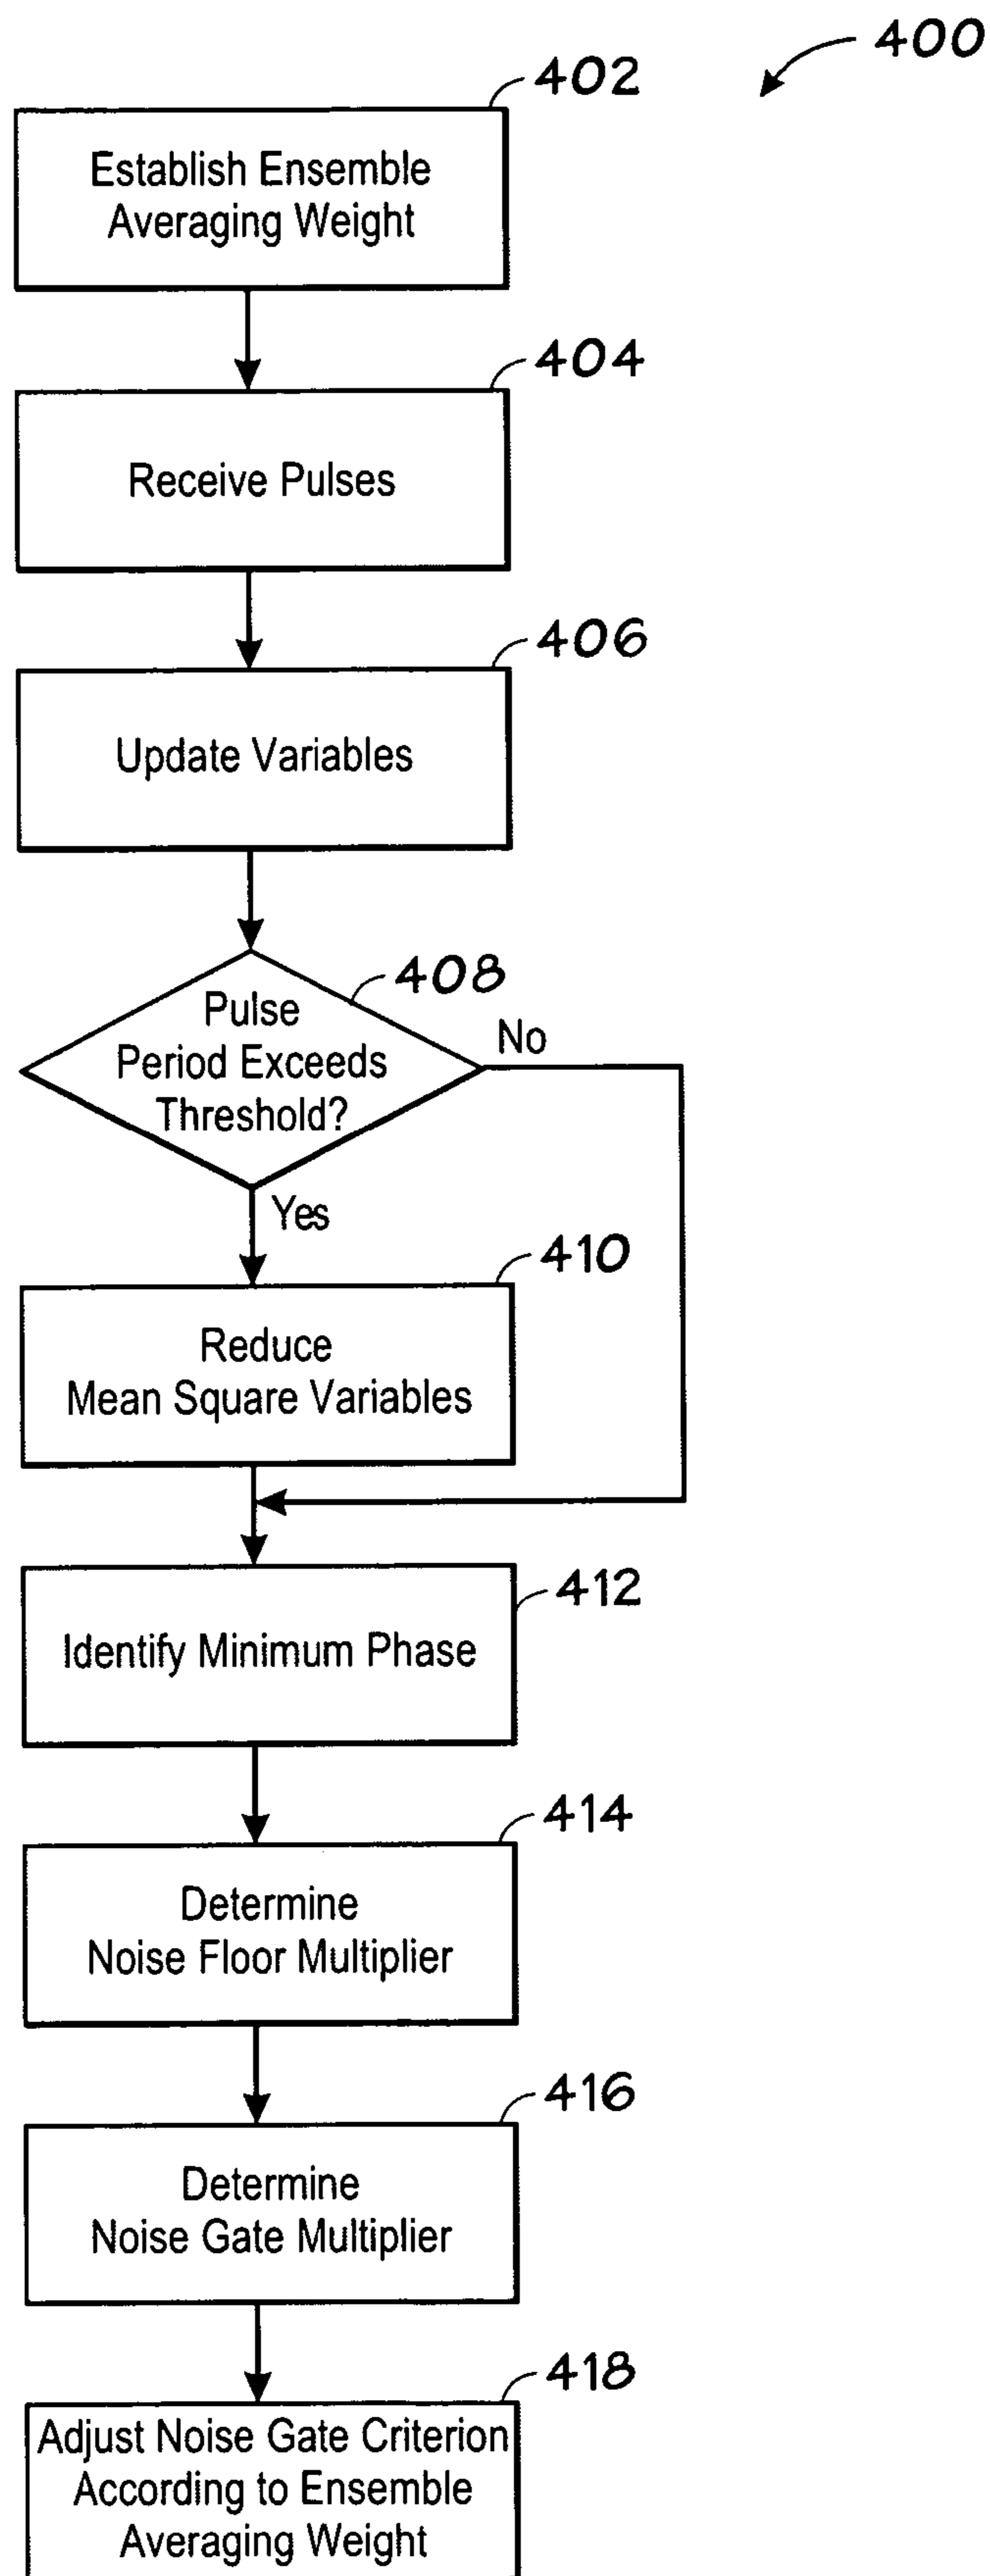 400
402
Establish Ensemble
Averaging Weight
404
Receive Pulses
406
Update Variables
408
Pulse
Period Exceeds
Threshold?
No
Yes
410
Reduce
Mean Square Variables
412
Identify Minimum Phase
414
Determine
Noise Floor Multiplier
416
Determine
Noise Gate Multiplier
418
Adjust Noise Gate Criterion
According to Ensemble
Averaging Weight